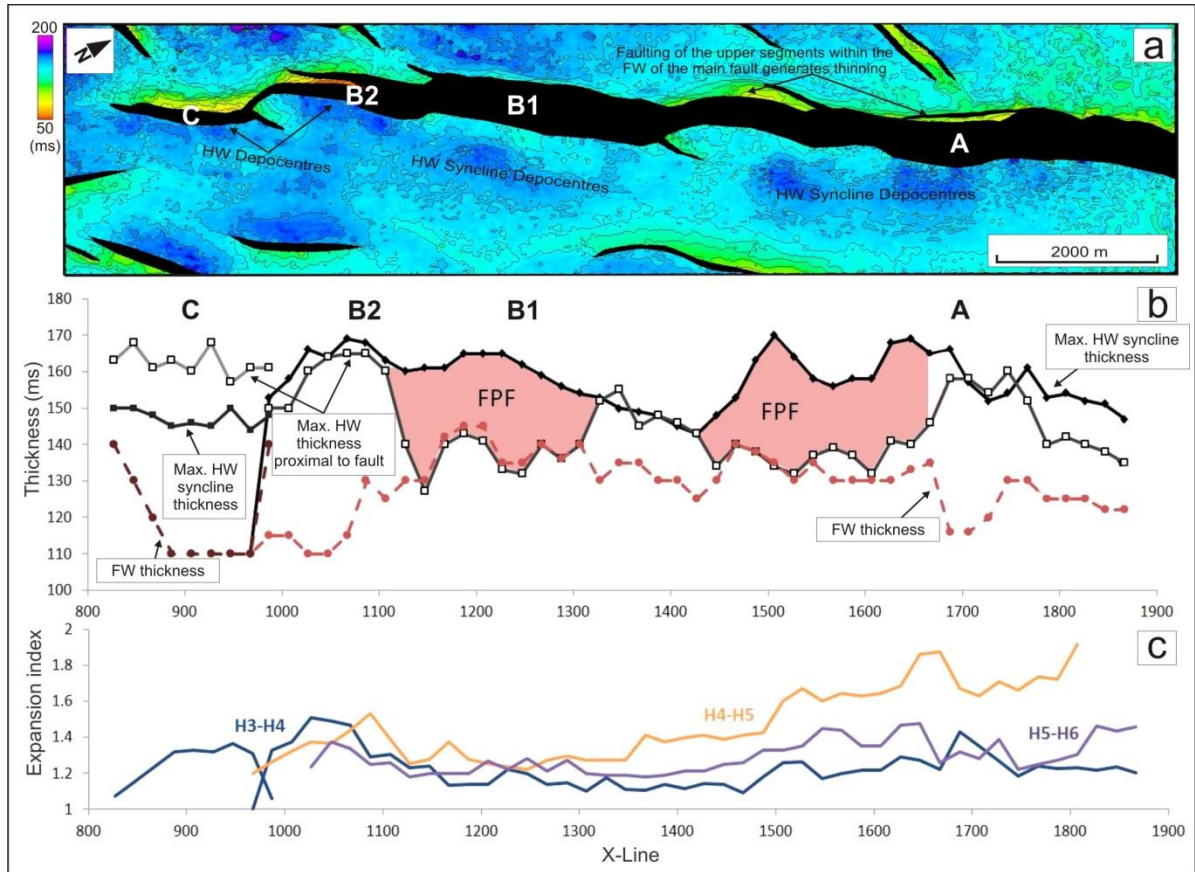 200
50
(ms)
N
a
Faulting of the upper segments within the
FW of the main fault generates thinning
C
B2
B1
A
HW Depocentres
HW Syncline Depocentres
HW Syncline Depocentres
2000 m
b
C
B2
B1
A
Thickness (ms)
180
170
160
150
140
130
120
110
100
FPF
FPF
Max. HW syncline
thickness
Max. HW
thickness
proximal to fault
Max. HW
syncline
thickness
FW thickness
FW
thickness
800
900
1000
1100
1200
1300
1400
1500
1600
1700
1800
1900
c
Expansion index
2
1.8
1.6
1.4
1.2
1
H3-H4
H4-H5
H5-H6
800
900
1000
1100
1200
1300
1400
1500
1600
1700
1800
1900
X-Line